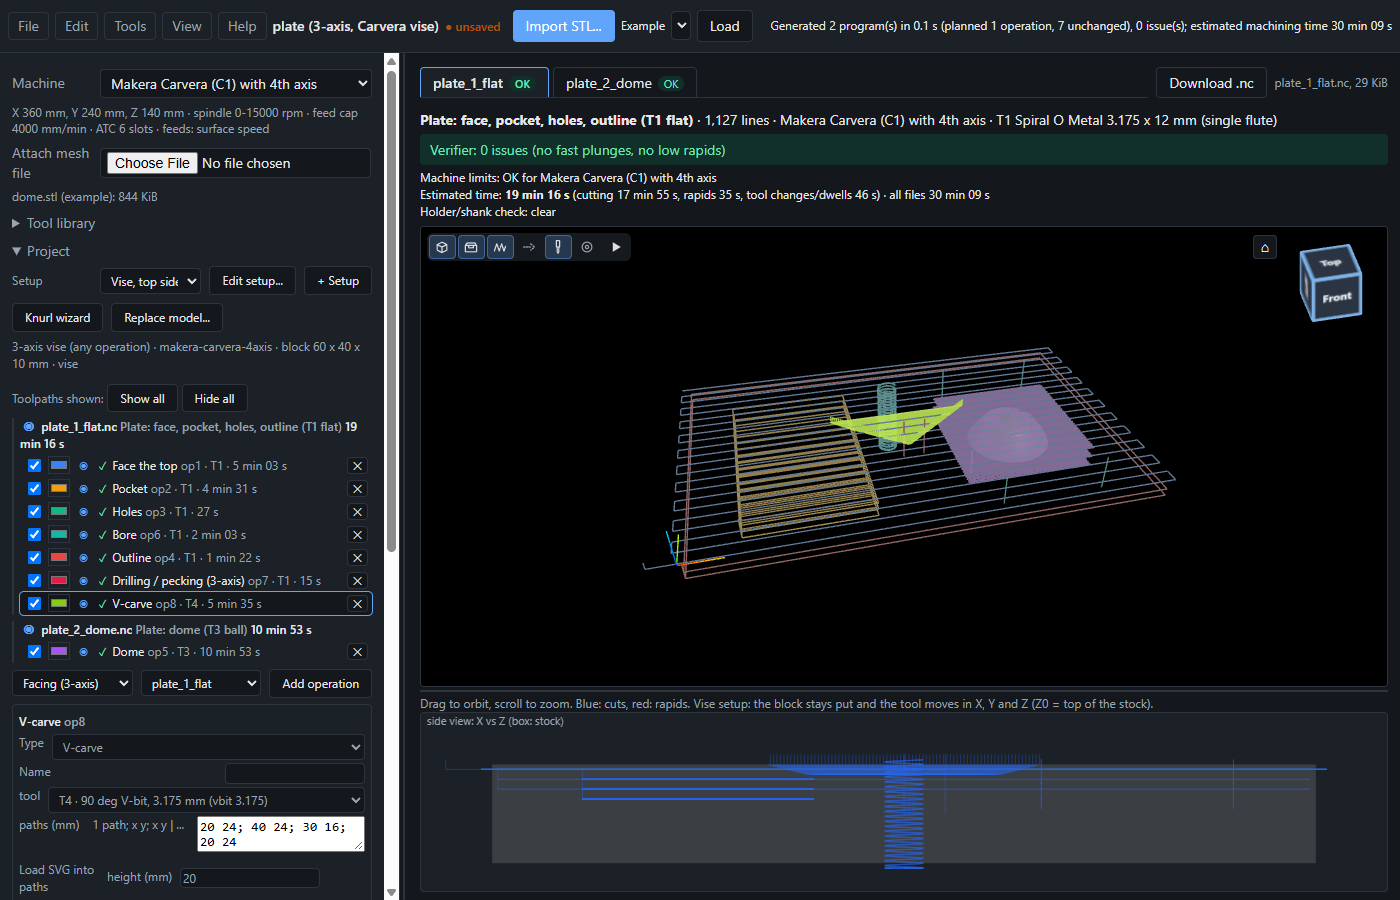 File Edit Tools View Help plate (3-axis, Carvera vise) • unsaved Import STL... Example Load Generated 2 program(s) in 0.1 s (planned 1 operation, 7 unchanged), 0 issue(s); estimated machining time 30 min 09 s
Machine Makera Carvera (C1) with 4th axis
X 360 mm, Y 240 mm, Z 140 mm · spindle 0-15000 rpm · feed cap
4000 mm/min · ATC 6 slots · feeds: surface speed
Attach mesh file Choose File No file chosen
dome.stl (example): 844 KiB
Tool library
Project
Setup Vise, top side Edit setup... + Setup
Knurl wizard Replace model...
3-axis vise (any operation) · makera-carvera-4axis · block 60 x 40 x
10 mm · vise
Toolpaths shown: Show all Hide all
plate_1_flat.nc Plate: face, pocket, holes, outline (T1 flat) 19
min 16 s
✓ Face the top op1 · T1 · 5 min 03 s ✕
✓ Pocket op2 · T1 · 4 min 31 s ✕
✓ Holes op3 · T1 · 27 s ✕
✓ Bore op6 · T1 · 2 min 03 s ✕
✓ Outline op4 · T1 · 1 min 22 s ✕
✓ Drilling / pecking (3-axis) op7 · T1 · 15 s ✕
✓ V-carve op8 · T4 · 5 min 35 s ✕
plate_2_dome.nc Plate: dome (T3 ball) 10 min 53 s
✓ Dome op5 · T3 · 10 min 53 s ✕
Facing (3-axis) plate_1_flat Add operation
V-carve op8
Type V-carve
Name
tool T4 · 90 deg V-bit, 3.175 mm (vbit 3.175)
paths (mm) 1 path; x y; x y | ... 20 24; 40 24; 30 16;
20 24
Load SVG into
paths height (mm) 20
plate_1_flat OK plate_2_dome OK Download .nc plate_1_flat.nc, 29 KiB
Plate: face, pocket, holes, outline (T1 flat) · 1,127 lines · Makera Carvera (C1) with 4th axis · T1 Spiral O Metal 3.175 x 12 mm (single flute)
Verifier: 0 issues (no fast plunges, no low rapids)
Machine limits: OK for Makera Carvera (C1) with 4th axis
Estimated time: 19 min 16 s (cutting 17 min 55 s, rapids 35 s, tool changes/dwells 46 s) · all files 30 min 09 s
Holder/shank check: clear
Top
Front
Drag to orbit, scroll to zoom. Blue: cuts, red: rapids. Vise setup: the block stays put and the tool moves in X, Y and Z (Z0 = top of the stock).
side view: X vs Z (box: stock)